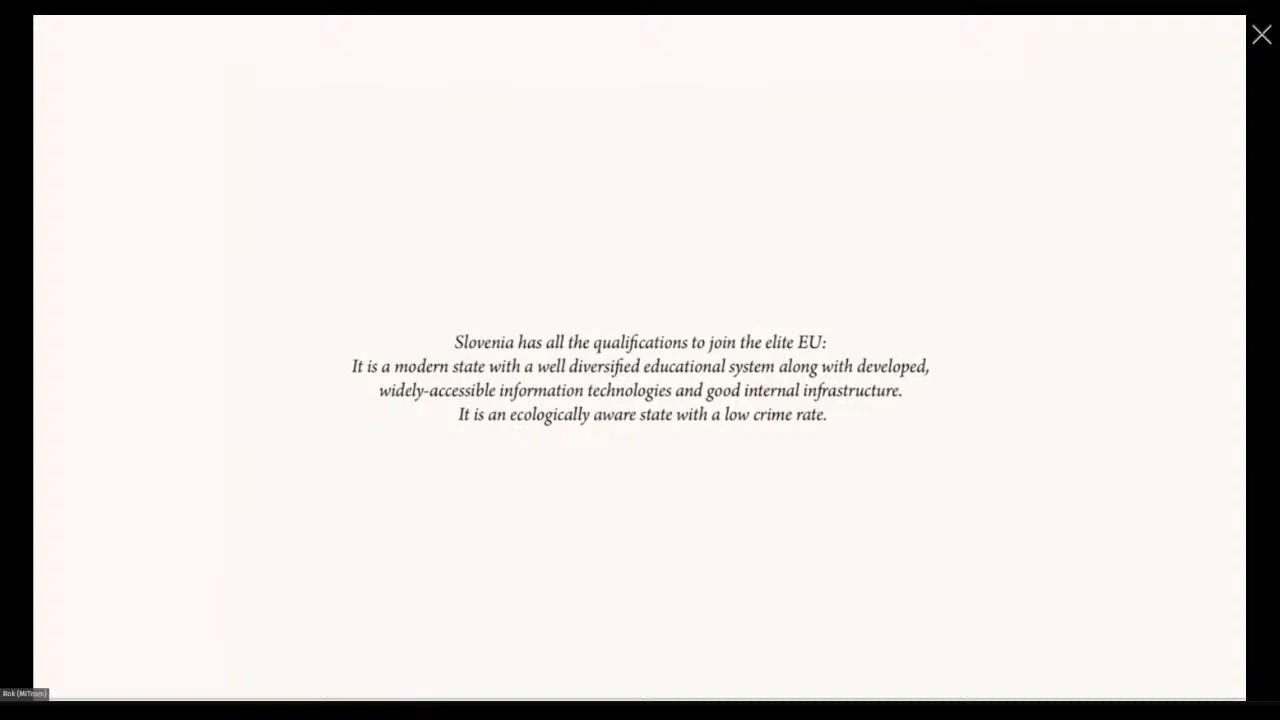 Slovenia has all the qualifications to join the elite EU:
It is a modern state with a well diversified educational system along with developed,
widely-accessible information technologies and good internal infrastructure.
It is an ecologically aware state with a low crime rate.
Rok (MiTeam)